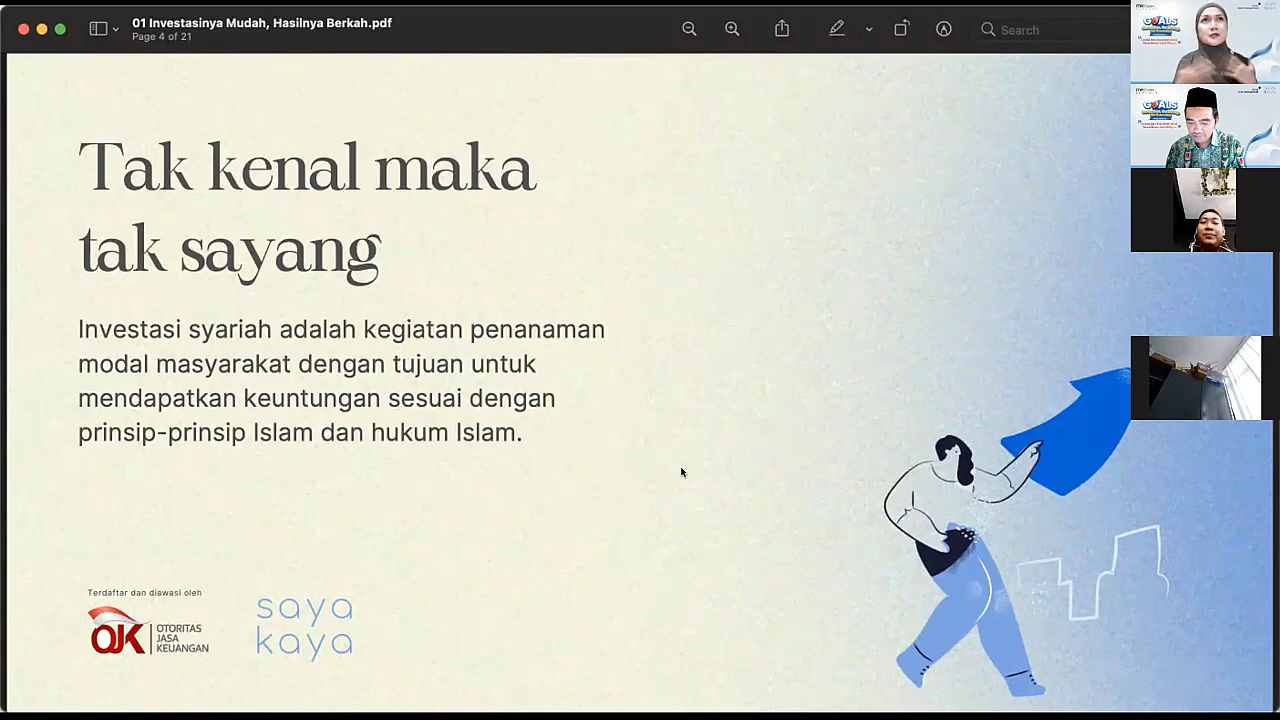 01 Investasinya Mudah, Hasilnya Berkah.pdf
Page 4 of 21
Search
Tak kenal maka
tak sayang
Investasi syariah adalah kegiatan penanaman
modal masyarakat dengan tujuan untuk
mendapatkan keuntungan sesuai dengan
prinsip-prinsip Islam dan hukum Islam.
Terdaftar dan diawasi oleh
OJK
OTORITAS
JASA
KEUANGAN
saya
kaya
GOALS
GOALS